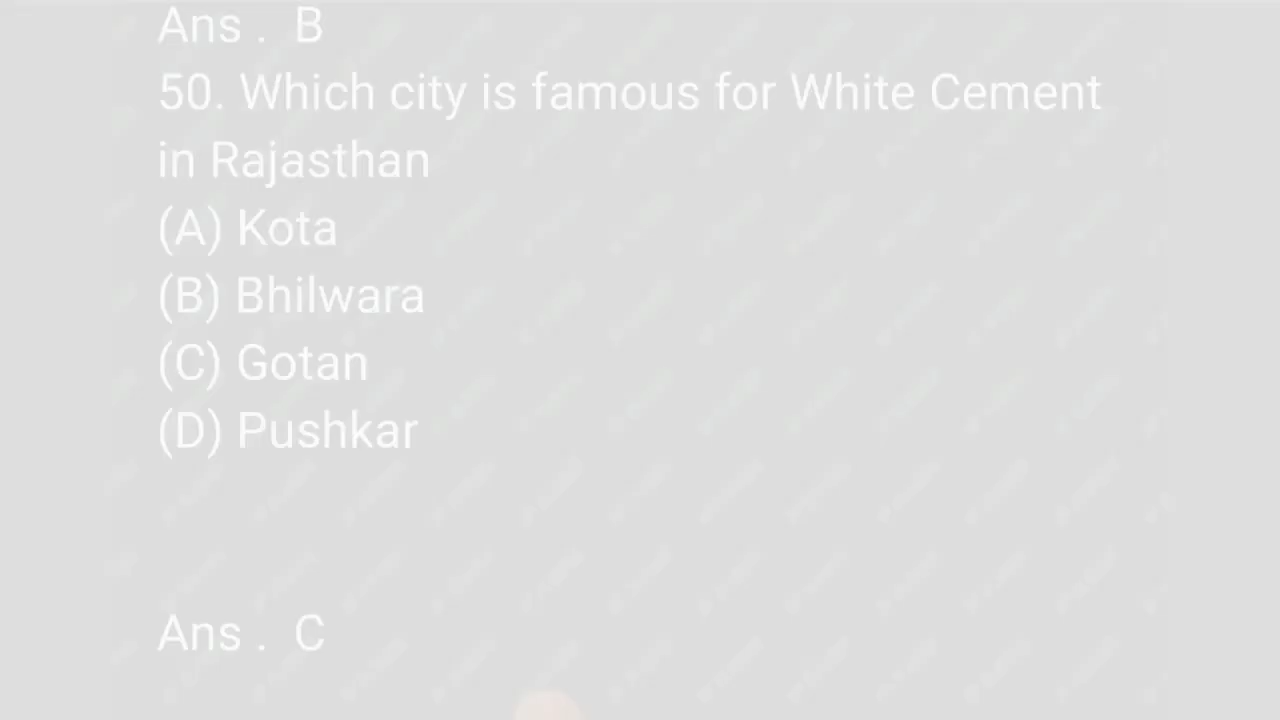 Ans .  B
50. Which city is famous for White Cement
in Rajasthan
(A) Kota
(B) Bhilwara
(C) Gotan
(D) Pushkar
Ans .  C